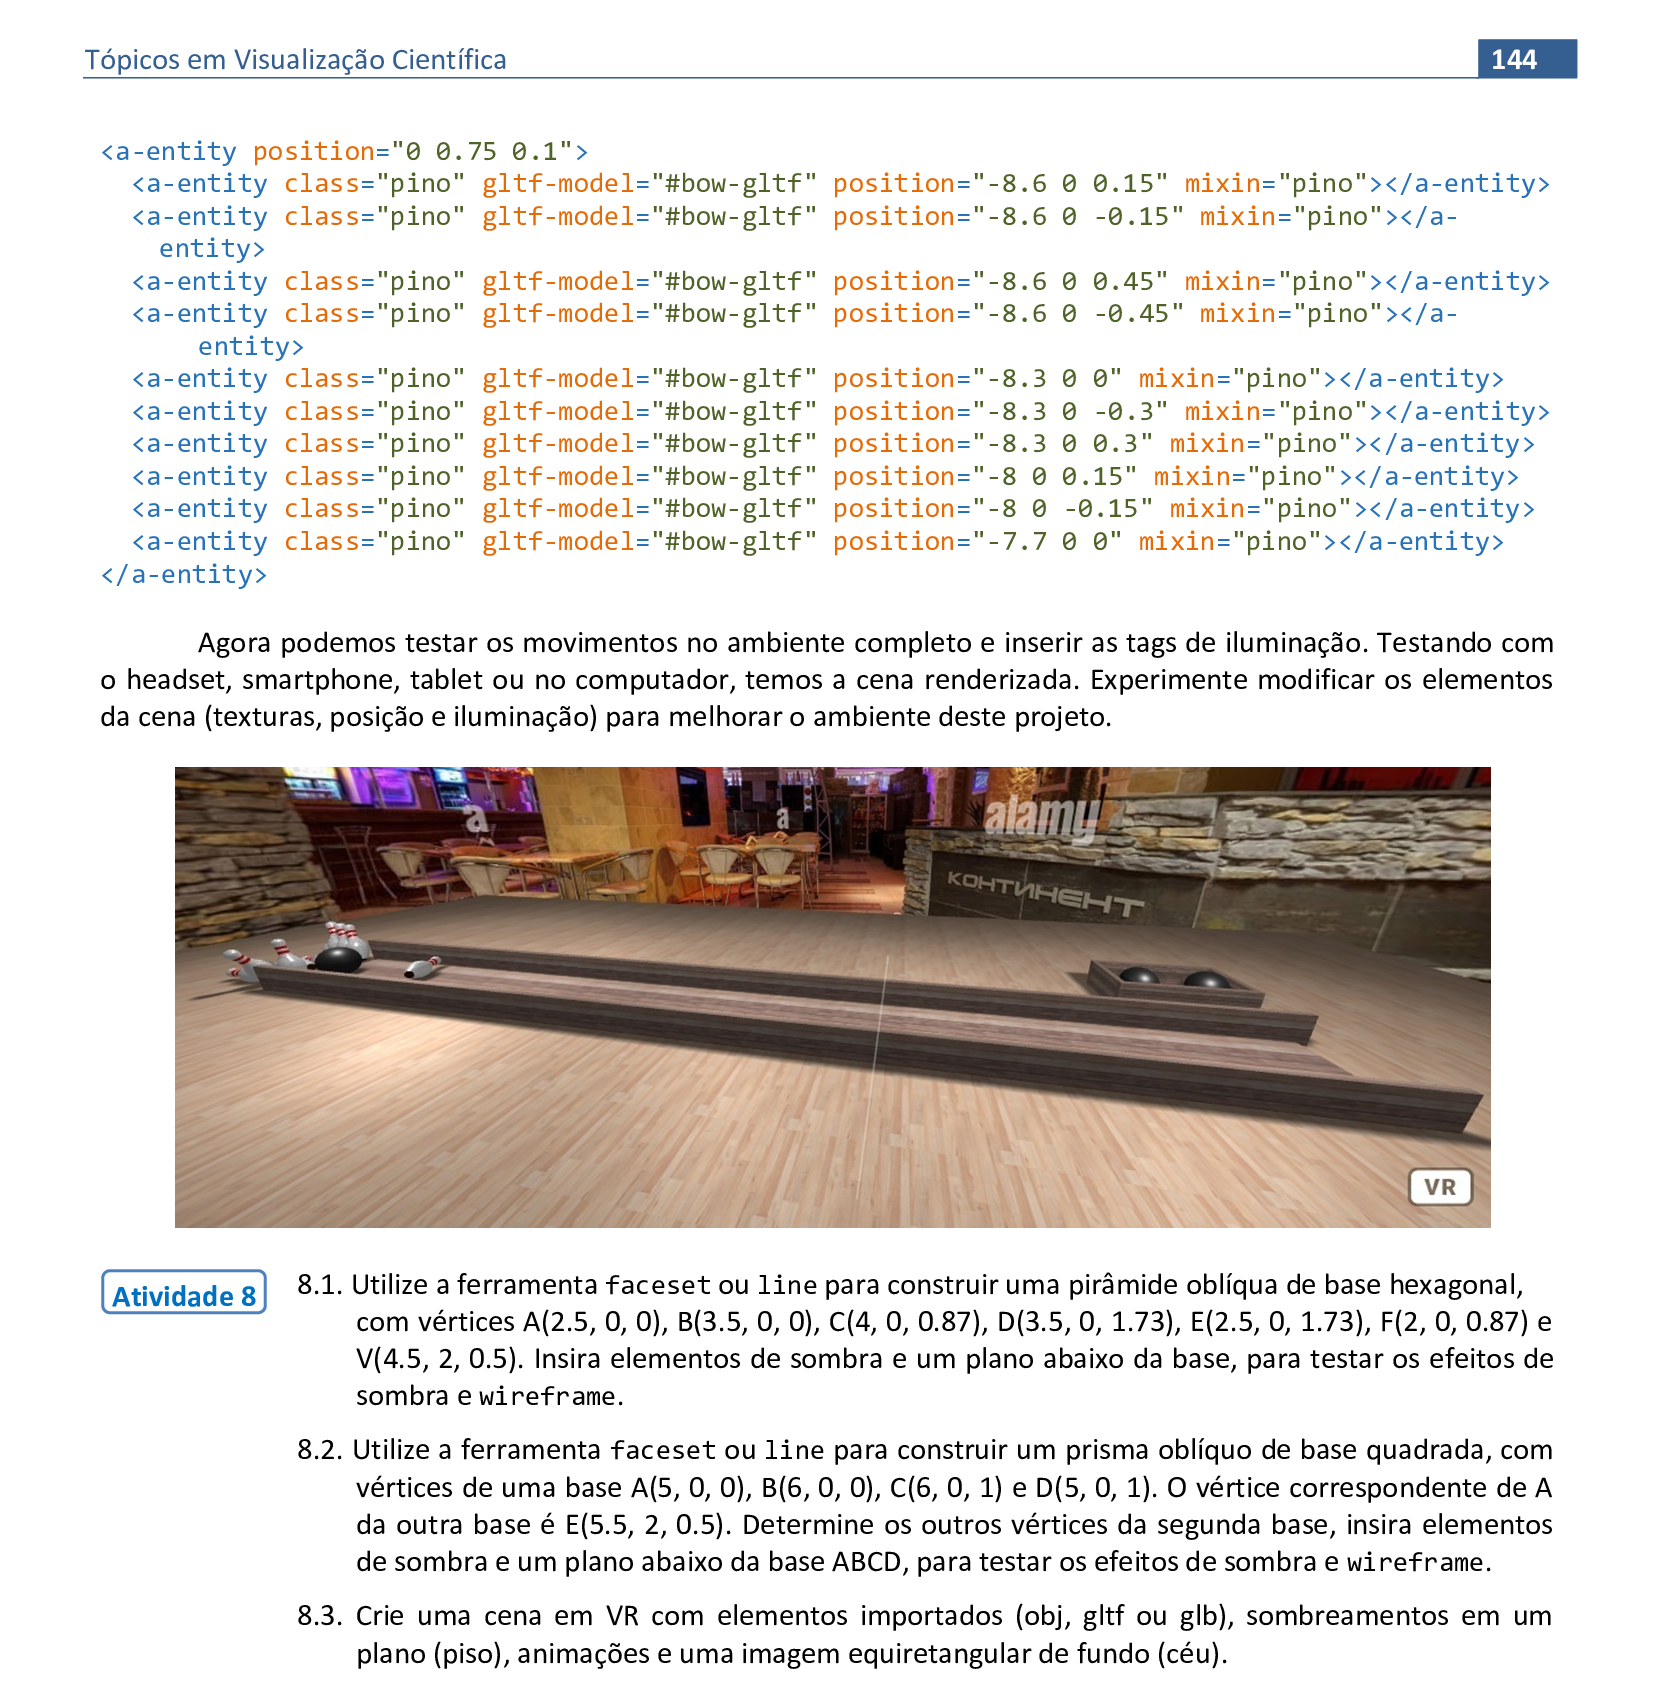 Tópicos em Visualização Científica
144
<a-entity position="0 0.75 0.1">
<a-entity class="pino" gltf-model="#bow-gltf" position="-8.6 0 0.15" mixin="pino"></a-entity>
<a-entity class="pino" gltf-model="#bow-gltf" position="-8.6 0 -0.15" mixin="pino"></a-
entity>
<a-entity class="pino" gltf-model="#bow-gltf" position="-8.6 0 0.45" mixin="pino"></a-entity>
<a-entity class="pino" gltf-model="#bow-gltf" position="-8.6 0 -0.45" mixin="pino"></a-
entity>
<a-entity class="pino" gltf-model="#bow-gltf" position="-8.3 0 0" mixin="pino"></a-entity>
<a-entity class="pino" gltf-model="#bow-gltf" position="-8.3 0 -0.3" mixin="pino"></a-entity>
<a-entity class="pino" gltf-model="#bow-gltf" position="-8.3 0 0.3" mixin="pino"></a-entity>
<a-entity class="pino" gltf-model="#bow-gltf" position="-8 0 0.15" mixin="pino"></a-entity>
<a-entity class="pino" gltf-model="#bow-gltf" position="-8 0 -0.15" mixin="pino"></a-entity>
<a-entity class="pino" gltf-model="#bow-gltf" position="-7.7 0 0" mixin="pino"></a-entity>
</a-entity>
Agora podemos testar os movimentos no ambiente completo e inserir as tags de iluminação. Testando com
o headset, smartphone, tablet ou no computador, temos a cena renderizada. Experimente modificar os elementos
da cena (texturas, posição e iluminação) para melhorar o ambiente deste projeto.
a
a
alamy
КОНТИНЕНТ
VR
Atividade 8
8.1. Utilize a ferramenta faceset ou line para construir uma pirâmide oblíqua de base hexagonal,
com vértices A(2.5, 0, 0), B(3.5, 0, 0), C(4, 0, 0.87), D(3.5, 0, 1.73), E(2.5, 0, 1.73), F(2, 0, 0.87) e
V(4.5, 2, 0.5). Insira elementos de sombra e um plano abaixo da base, para testar os efeitos de
sombra e wireframe.
8.2. Utilize a ferramenta faceset ou line para construir um prisma oblíquo de base quadrada, com
vértices de uma base A(5, 0, 0), B(6, 0, 0), C(6, 0, 1) e D(5, 0, 1). O vértice correspondente de A
da outra base é E(5.5, 2, 0.5). Determine os outros vértices da segunda base, insira elementos
de sombra e um plano abaixo da base ABCD, para testar os efeitos de sombra e wireframe.
8.3. Crie uma cena em VR com elementos importados (obj, gltf ou glb), sombreamentos em um
plano (piso), animações e uma imagem equiretangular de fundo (céu).